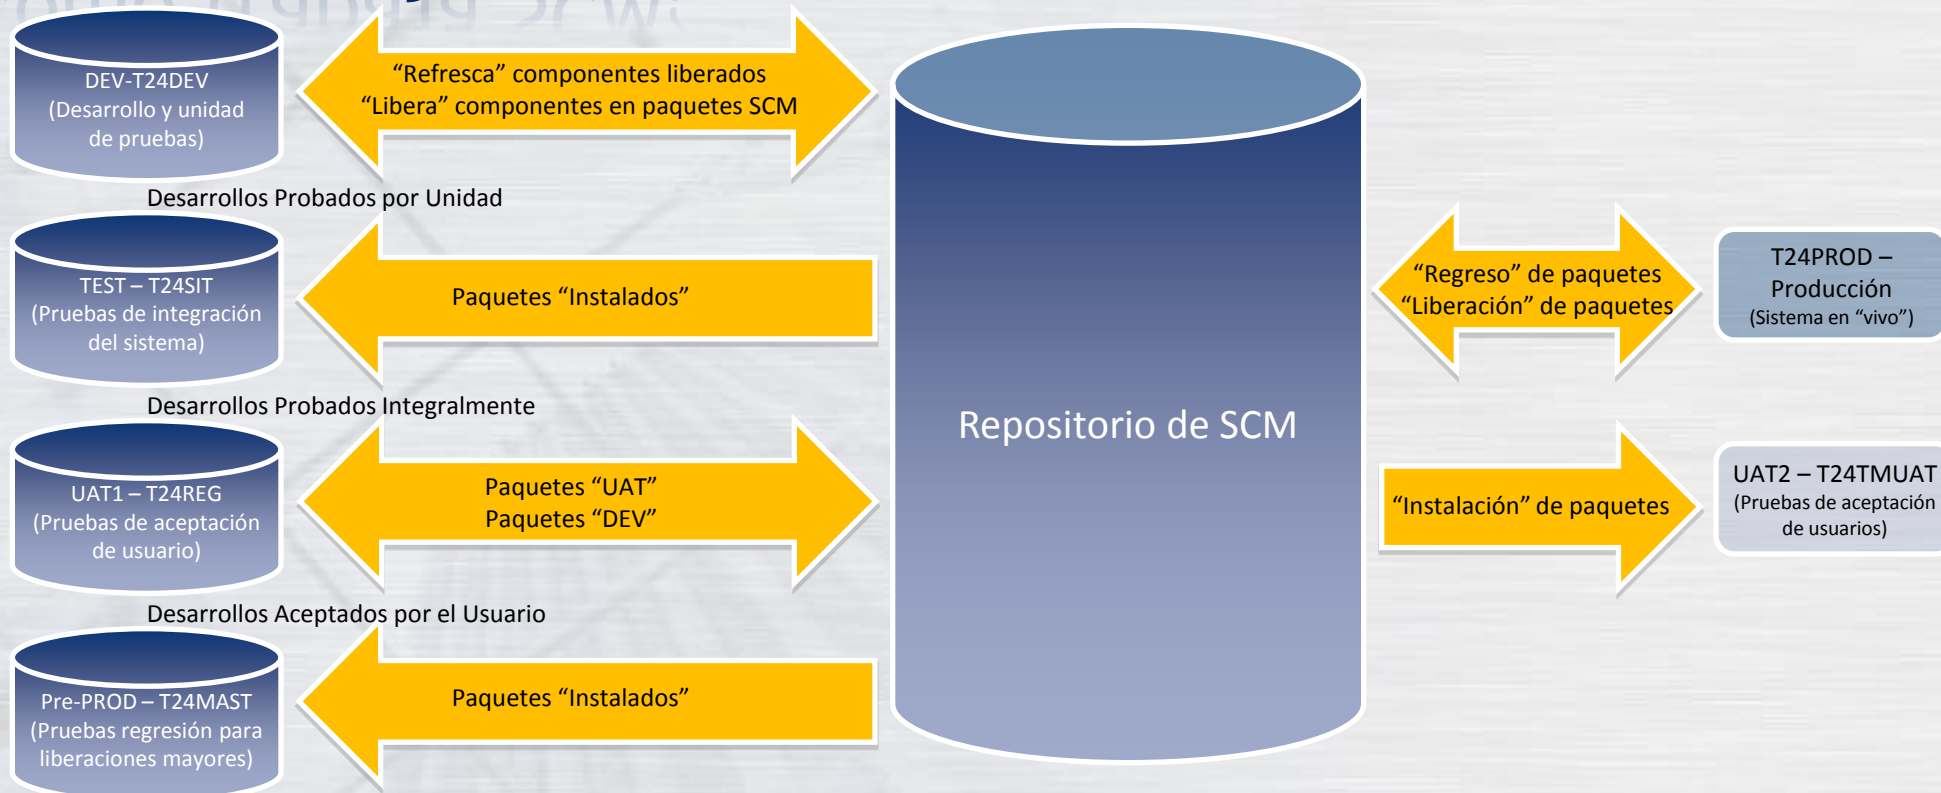 DEV-T24DEV
(Desarrollo y unidad
de pruebas)
“Refresca” componentes liberados
“Libera” componentes en paquetes SCM
Desarrollos Probados por Unidad
TEST – T24SIT
(Pruebas de integración
del sistema)
Paquetes “Instalados”
Desarrollos Probados Integralmente
UAT1 – T24REG
(Pruebas de aceptación
de usuario)
Paquetes “UAT”
Paquetes “DEV”
Desarrollos Aceptados por el Usuario
Pre-PROD – T24MAST
(Pruebas regresión para
liberaciones mayores)
Paquetes “Instalados”
Repositorio de SCM
“Regreso” de paquetes
“Liberación” de paquetes
T24PROD –
Producción
(Sistema en “vivo”)
“Instalación” de paquetes
UAT2 – T24TMUAT
(Pruebas de aceptación
de usuarios)